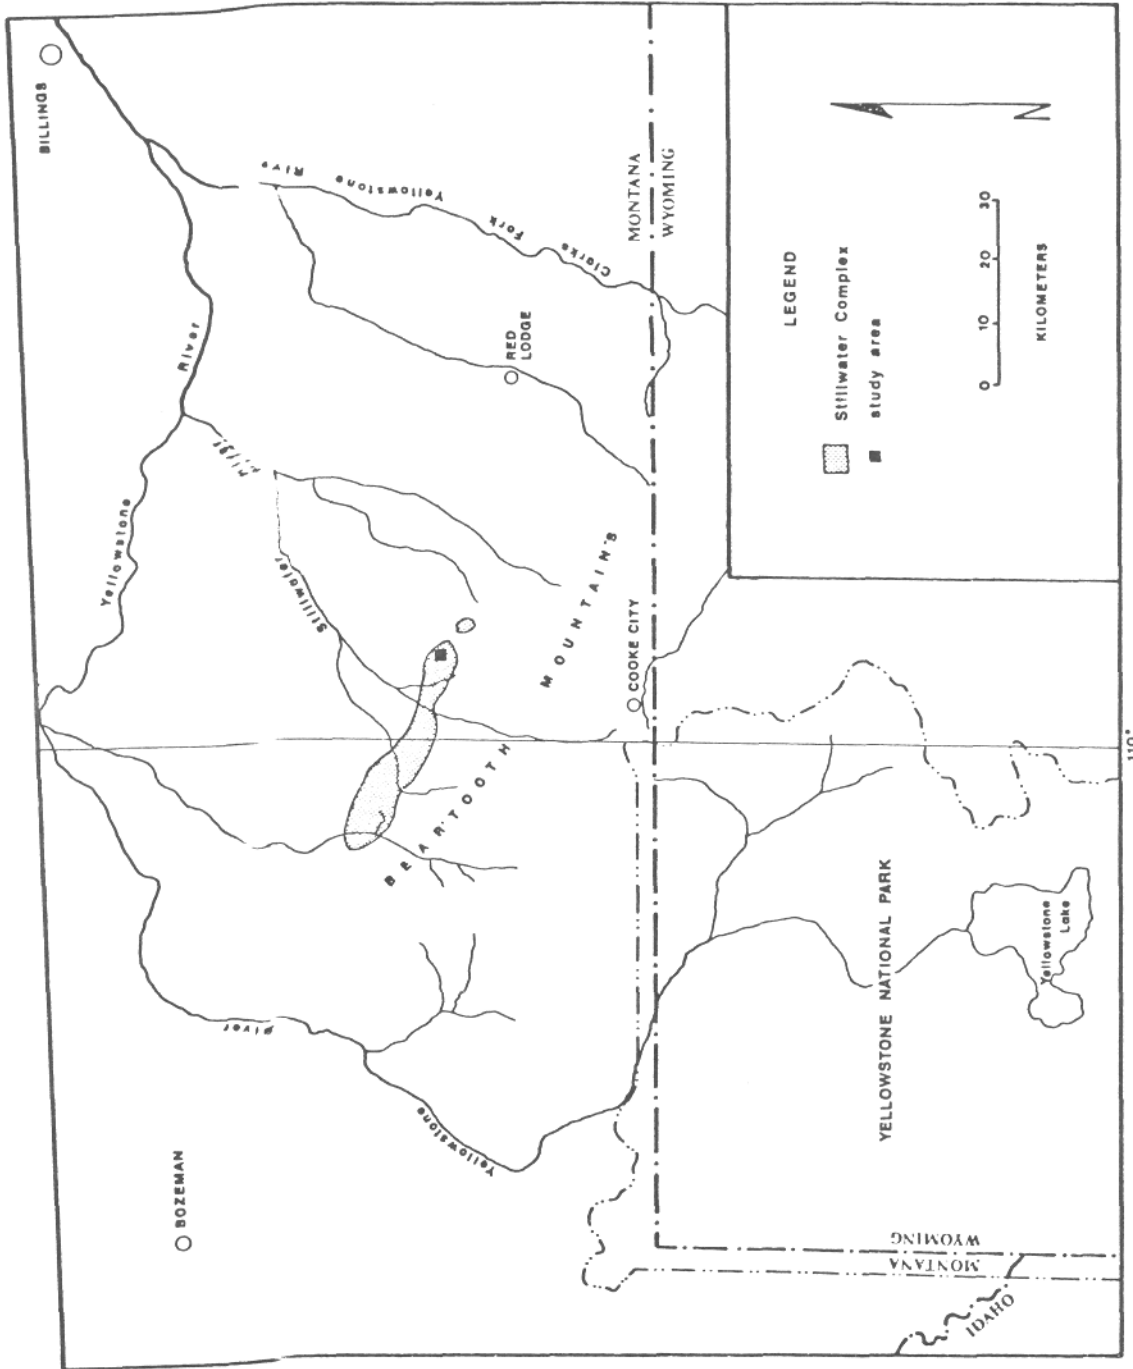 BILLINGS
Yellowstone
River
BOZEMAN
Stillwater
Clarks Fork Yellowstone Rive
RED
LODGE
River
Yellowstone
BEARTOOTH
MOUNTAINS
COOKE CITY
MONTANA
WYOMING
YELLOWSTONE NATIONAL PARK
Yellowstone
Lake
MONTANA
WYOMING
IDAHO
110°
LEGEND
Stillwater Complex
study area
0 10 20 30
KILOMETERS
N